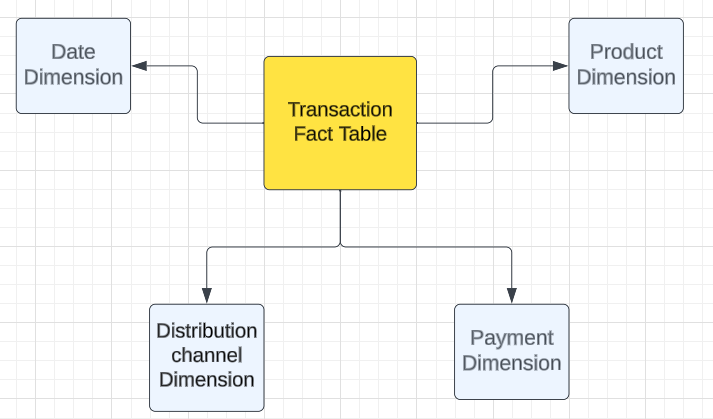 Date
Dimension
Product
Dimension
Transaction
Fact Table
Distribution
channel
Dimension
Payment
Dimension